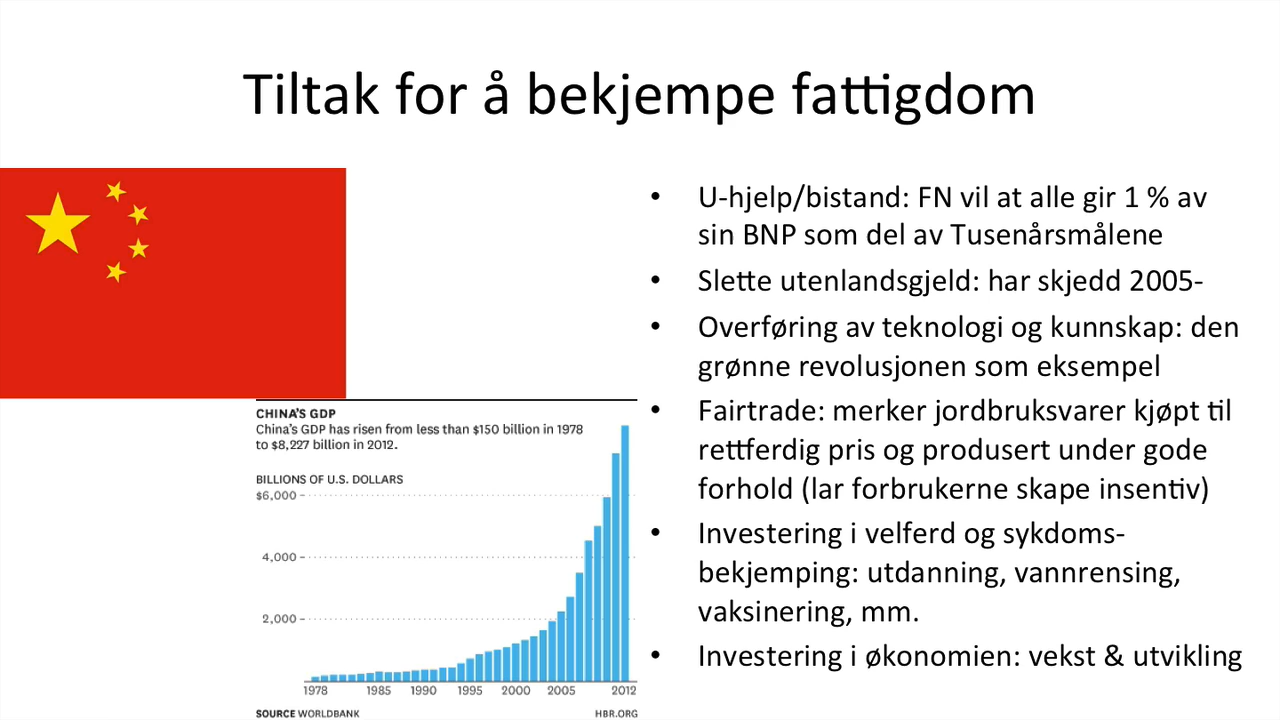 Tiltak for å bekjempe fattigdom
• U-hjelp/bistand: FN vil at alle gir 1 % av
sin BNP som del av Tusenårsmålene
• Slette utenlandsgjeld: har skjedd 2005-
• Overføring av teknologi og kunnskap: den
grønne revolusjonen som eksempel
• Fairtrade: merker jordbruksvarer kjøpt til
rettferdig pris og produsert under gode
forhold (lar forbrukerne skape insentiv)
• Investering i velferd og sykdoms-
bekjemping: utdanning, vannrensing,
vaksinering, mm.
• Investering i økonomien: vekst & utvikling
CHINA'S GDP
China's GDP has risen from less than $150 billion in 1978
to $8,227 billion in 2012.
BILLIONS OF U.S. DOLLARS
$6,000
4,000
2,000
1978 1985 1990 1995 2000 2005 2012
SOURCE WORLDBANK HBR.ORG